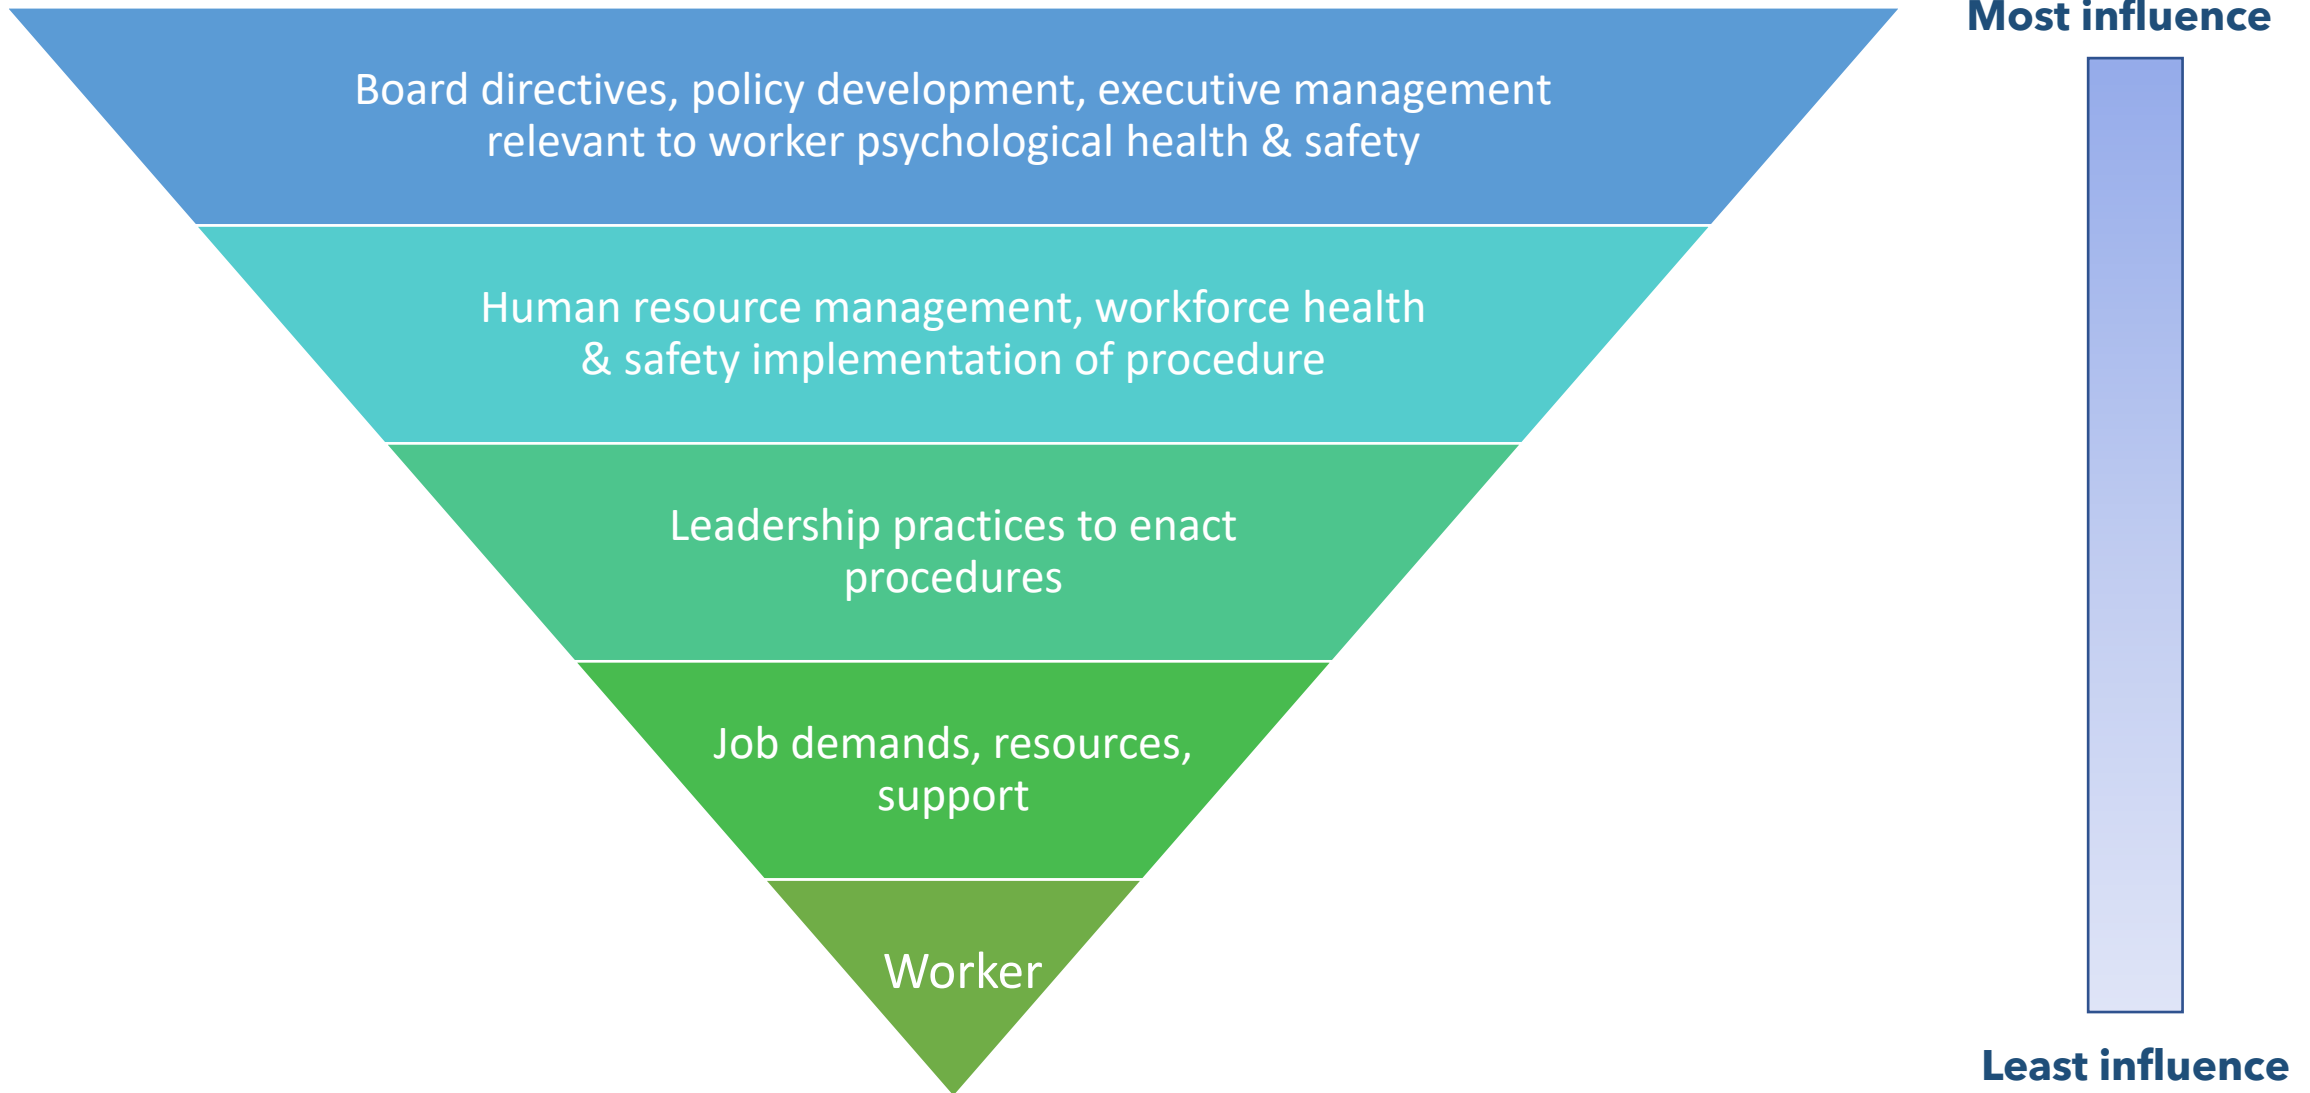 Most influence
Board directives, policy development, executive management
relevant to worker psychological health & safety
Human resource management, workforce health
& safety implementation of procedure
Leadership practices to enact
procedures
Job demands, resources,
support
Worker
Least influence